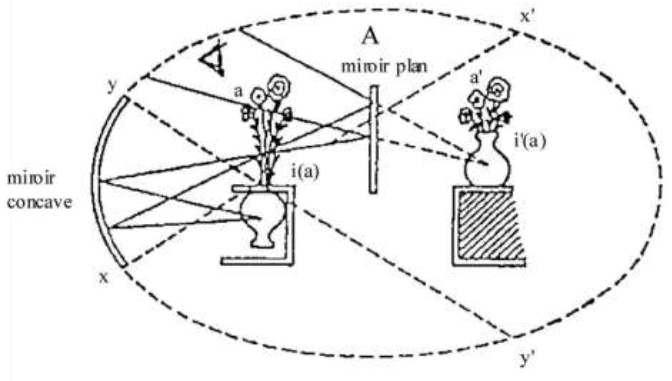 x'
A
miroir plan
y
a
a'
i'(a)
i(a)
miroir
concave
x
y'